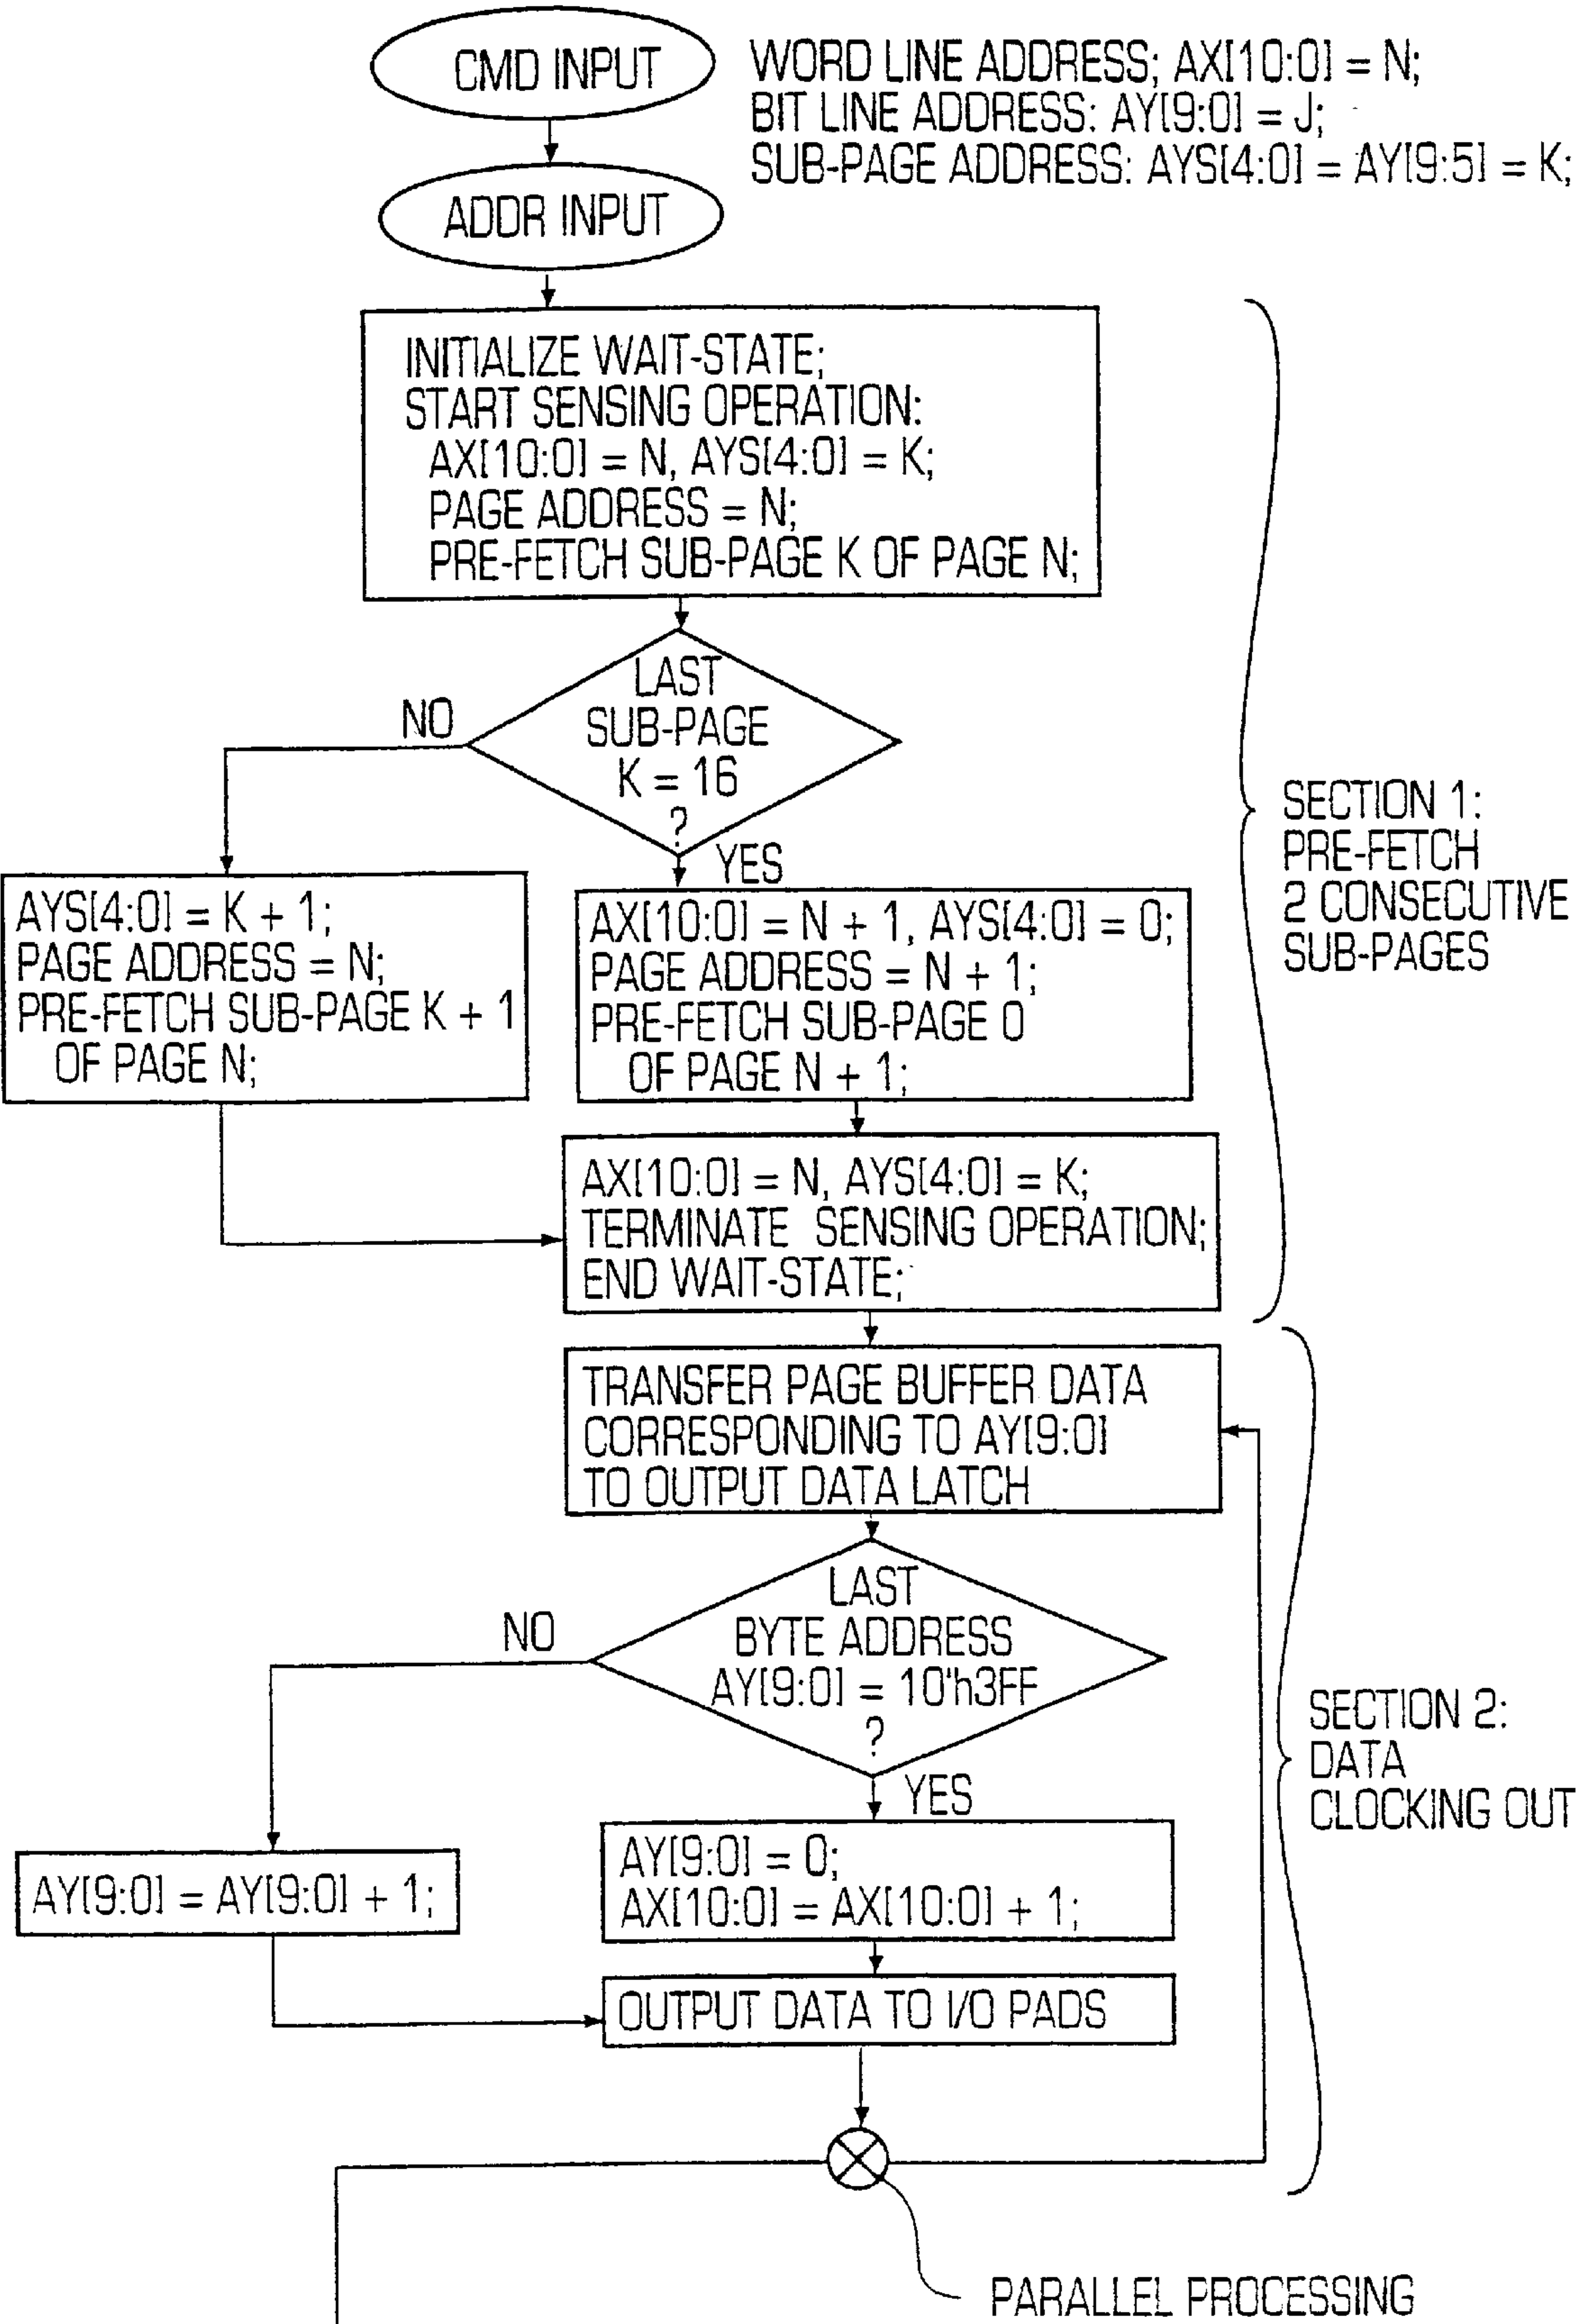 CMD INPUT
WORD LINE ADDRESS; AX[10:0] = N;
BIT LINE ADDRESS: AY[9:0] = J;
SUB-PAGE ADDRESS: AYS[4:0] = AY[9:5] = K;
ADDR INPUT
INITIALIZE WAIT-STATE;
START SENSING OPERATION:
AX[10:0] = N, AYS[4:0] = K;
PAGE ADDRESS = N;
PRE-FETCH SUB-PAGE K OF PAGE N;
LAST
SUB-PAGE
K = 16
?
NO
YES
AYS[4:0] = K + 1;
PAGE ADDRESS = N;
PRE-FETCH SUB-PAGE K + 1
OF PAGE N;
AX[10:0] = N + 1, AYS[4:0] = 0;
PAGE ADDRESS = N + 1;
PRE-FETCH SUB-PAGE 0
OF PAGE N + 1;
SECTION 1:
PRE-FETCH
2 CONSECUTIVE
SUB-PAGES
AX[10:0] = N, AYS[4:0] = K;
TERMINATE SENSING OPERATION;
END WAIT-STATE;
TRANSFER PAGE BUFFER DATA
CORRESPONDING TO AY[9:0]
TO OUTPUT DATA LATCH
LAST
BYTE ADDRESS
AY[9:0] = 10"h3FF
?
NO
YES
AY[9:0] = AY[9:0] + 1;
AY[9:0] = 0;
AX[10:0] = AX[10:0] + 1;
SECTION 2:
DATA
CLOCKING OUT
OUTPUT DATA TO I/O PADS
PARALLEL PROCESSING